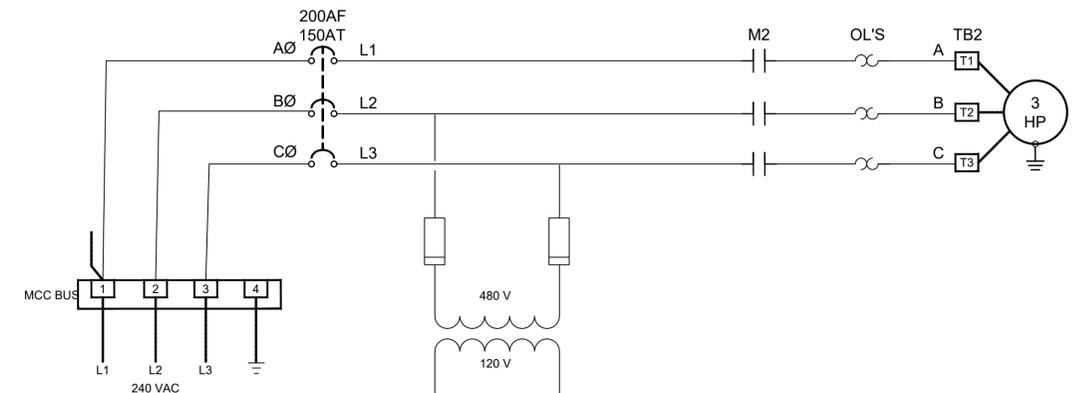 200AF
150AT
M2 OL'S TB2
AØ L1 A T1
BØ L2 B T2
3
HP
CØ L3 C T3
MCC BUS 1 2 3 4
480 V
120 V
L1 L2 L3
240 VAC